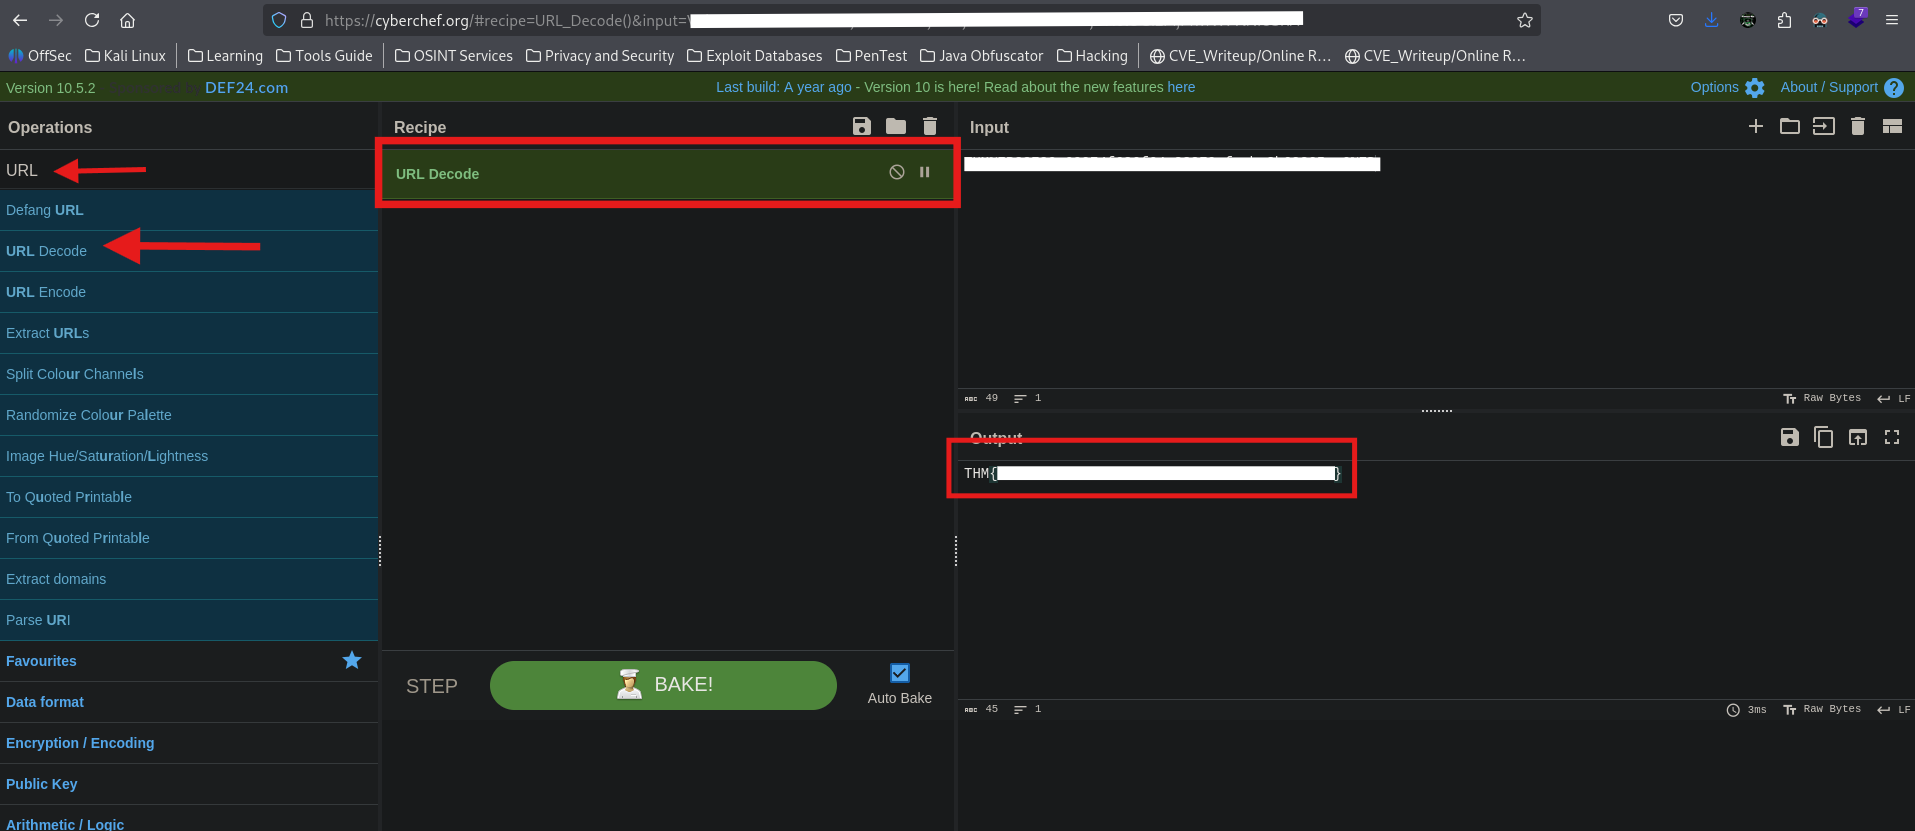 https://cyberchef.org/#recipe=URL_Decode()&input=
7
OffSec Kali Linux Learning Tools Guide OSINT Services Privacy and Security Exploit Databases PenTest Java Obfuscator Hacking CVE_Writeup/Online R... CVE_Writeup/Online R...
Version 10.5.2 DEF24.com Last build: A year ago - Version 10 is here! Read about the new features here Options About / Support
Operations
URL
Defang URL
URL Decode
URL Encode
Extract URLs
Split Colour Channels
Randomize Colour Palette
Image Hue/Saturation/Lightness
To Quoted Printable
From Quoted Printable
Extract domains
Parse URI
Favourites
Data format
Encryption / Encoding
Public Key
Arithmetic / Logic
Recipe
URL Decode
STEP
BAKE!
Auto Bake
Input
ABC 49 1 Raw Bytes LF
Output
THM{ }
ABC 45 1 3ms Raw Bytes LF